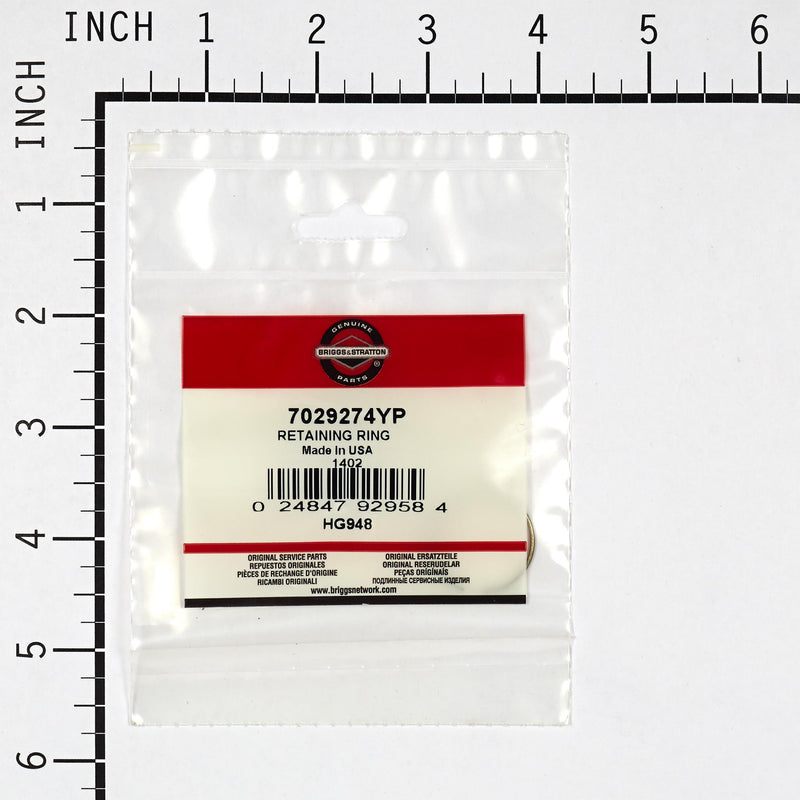 INCH 1 2 3 4 5 6
INCH
1
2
3
4
5
6
GENUINE
BRIGGS&STRATTON
®
PARTS
7029274YP
RETAINING RING
Made In USA
1402
0 24847 92958 4
HG948
ORIGINAL SERVICE PARTS
REPUESTOS ORIGINALES
PIÈCES DE RECHANGE D'ORIGINE
RICAMBI ORIGINALI
ORIGINAL ERSATZTEILE
ORIGINAL RESERUDELAR
PEÇAS ORÍGÍNAIS
ПОДЛИННЫЕ СЕРВИСНЫЕ ИЗДЕЛИЯ
www.briggsnetwork.com